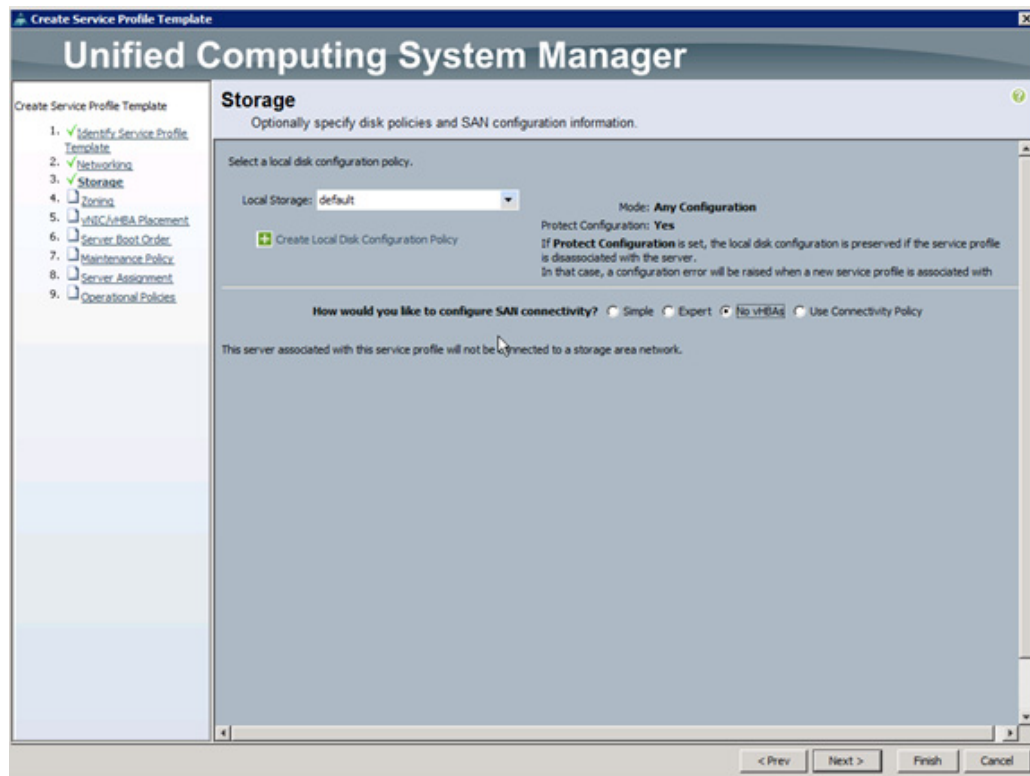 Create Service Profile Template
Unified Computing System Manager
Create Service Profile Template
1. Identify Service Profile
Template
2. Networking
3. Storage
4. Zoning
5. vNIC/vHBA Placement
6. Server Boot Order
7. Maintenance Policy
8. Server Assignment
9. Operational Policies
Storage
Optionally specify disk policies and SAN configuration information.
Select a local disk configuration policy.
Local Storage: default
Create Local Disk Configuration Policy
Mode: Any Configuration
Protect Configuration: Yes
If Protect Configuration is set, the local disk configuration is preserved if the service profile
is disassociated with the server.
In that case, a configuration error will be raised when a new service profile is associated with
How would you like to configure SAN connectivity? Simple Expert No vHBAs Use Connectivity Policy
This server associated with this service profile will not be connected to a storage area network.
< Prev Next > Finish Cancel